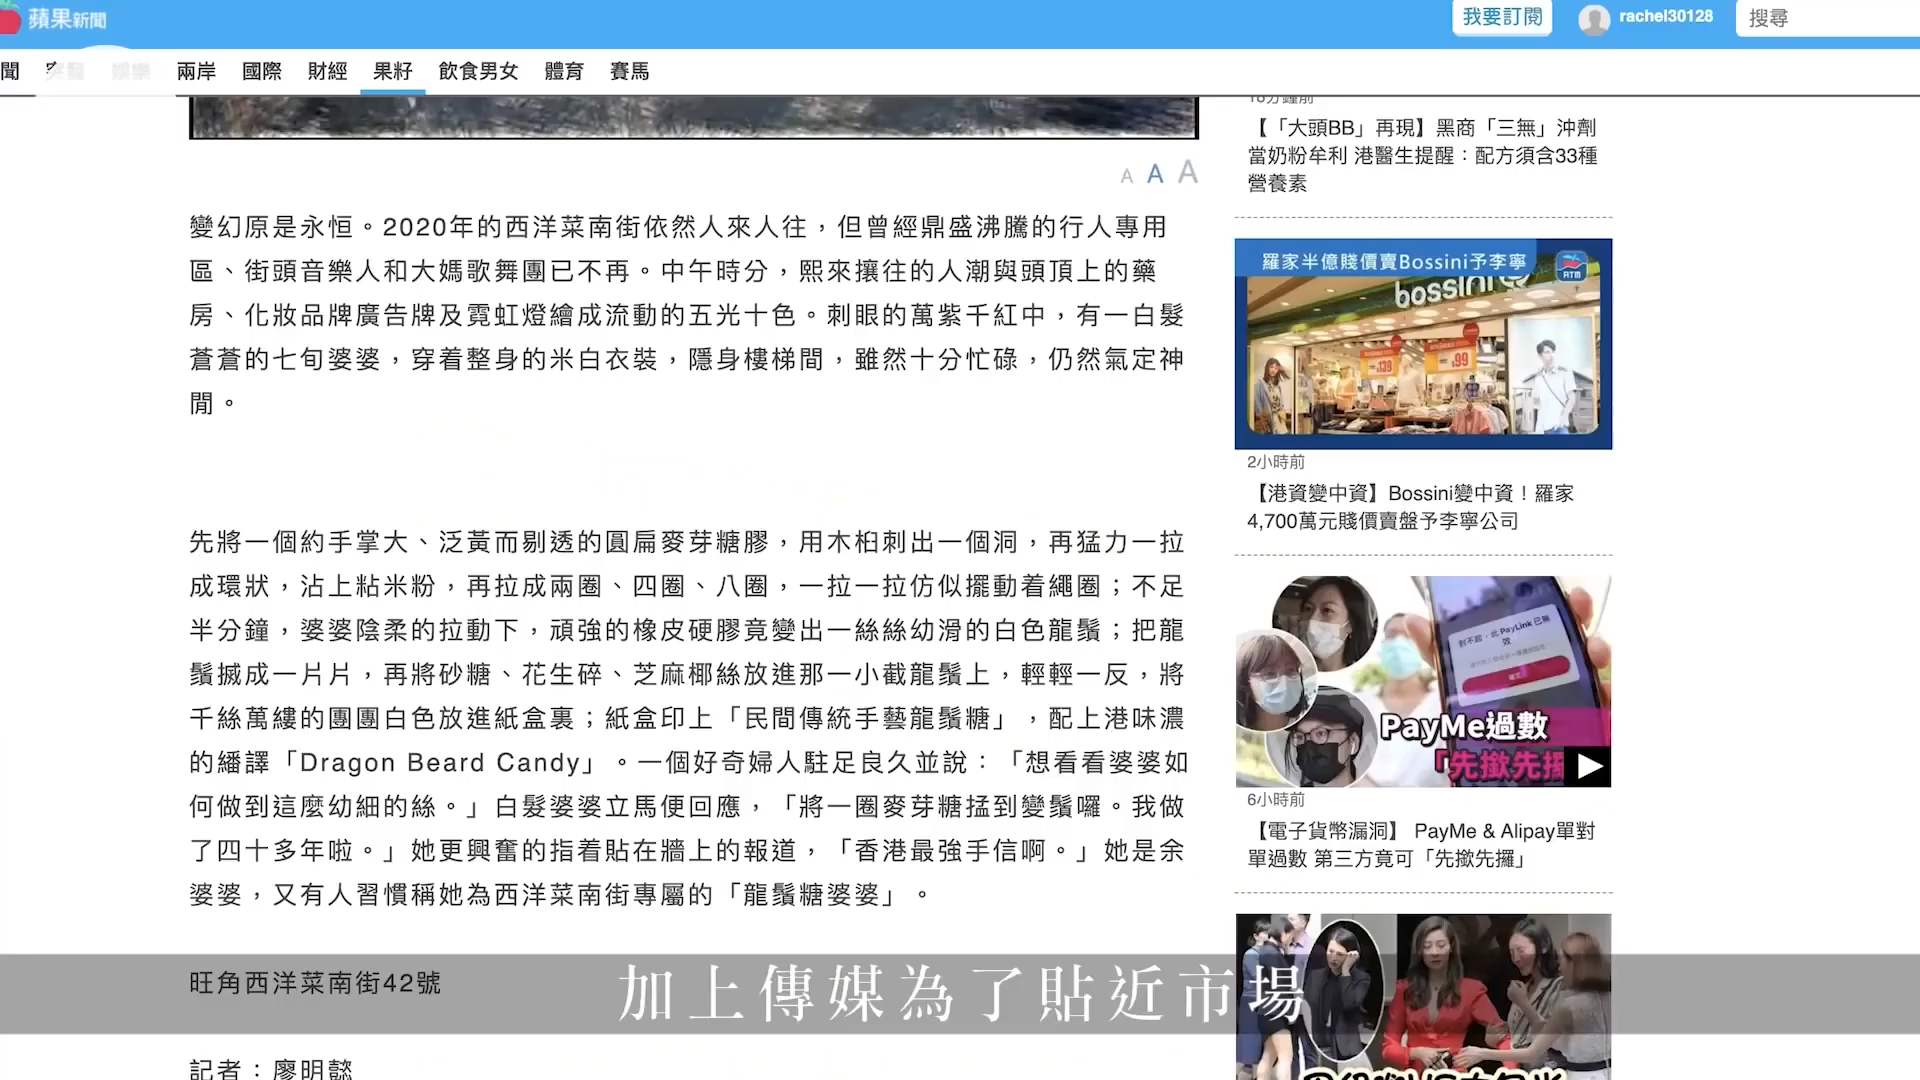 蘋果新聞
我要訂閱
rachel30128
搜尋
聞
娛樂
兩岸
國際
財經
果籽
飲食男女
體育
賽馬
A A A
變幻原是永恒。2020年的西洋菜南街依然人來人往，但曾經鼎盛沸騰的行人專用
區、街頭音樂人和大媽歌舞團已不再。中午時分，熙來攘往的人潮與頭頂上的藥
房、化妝品牌廣告牌及霓虹燈繪成流動的五光十色。刺眼的萬紫千紅中，有一白髮
蒼蒼的七旬婆婆，穿着整身的米白衣裝，隱身樓梯間，雖然十分忙碌，仍然氣定神
閒。
先將一個約手掌大、泛黃而剔透的圓扁麥芽糖膠，用木桕刺出一個洞，再猛力一拉
成環狀，沾上粘米粉，再拉成兩圈、四圈、八圈，一拉一拉仿似擺動着繩圈；不足
半分鐘，婆婆陰柔的拉動下，頑強的橡皮硬膠竟變出一絲絲幼滑的白色龍鬚；把龍
鬚搣成一片片，再將砂糖、花生碎、芝麻椰絲放進那一小截龍鬚上，輕輕一反，將
千絲萬縷的團團白色放進紙盒裏；紙盒印上「民間傳統手藝龍鬚糖」，配上港味濃
的繙譯「Dragon Beard Candy」。一個好奇婦人駐足良久並說：「想看看婆婆如
何做到這麼幼細的絲。」白髮婆婆立馬便回應，「將一圈麥芽糖掹到變鬚囉。我做
了四十多年啦。」她更興奮的指着貼在牆上的報道，「香港最強手信啊。」她是余
婆婆，又有人習慣稱她為西洋菜南街專屬的「龍鬚糖婆婆」。
旺角西洋菜南街42號
記者：廖明懿
加上傳媒為了貼近市場
【「大頭BB」再現】黑商「三無」沖劑
當奶粉牟利 港醫生提醒：配方須含33種
營養素
羅家半億賤價賣Bossini予李寧
ATM
bossini
139
99
2小時前
【港資變中資】Bossini變中資！羅家
4,700萬元賤價賣盤予李寧公司
對不起，此 PayLink 已無
效
PayMe過數
「先撳先
6小時前
【電子貨幣漏洞】 PayMe & Alipay單對
單過數 第三方竟可「先撳先攞」